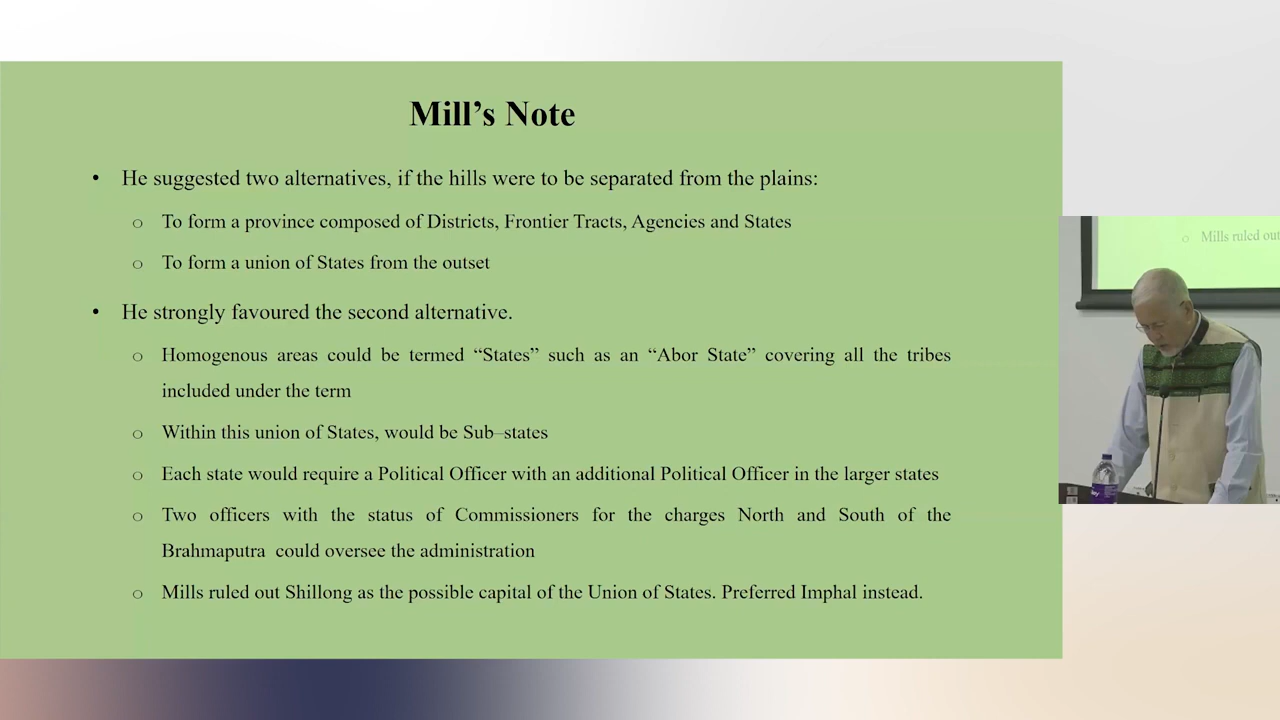 Mill’s Note
• He suggested two alternatives, if the hills were to be separated from the plains:
o To form a province composed of Districts, Frontier Tracts, Agencies and States
o To form a union of States from the outset
• He strongly favoured the second alternative.
o Homogenous areas could be termed “States” such as an “Abor State” covering all the tribes
included under the term
o Within this union of States, would be Sub–states
o Each state would require a Political Officer with an additional Political Officer in the larger states
o Two officers with the status of Commissioners for the charges North and South of the
Brahmaputra could oversee the administration
o Mills ruled out Shillong as the possible capital of the Union of States. Preferred Imphal instead.
o Mills ruled out